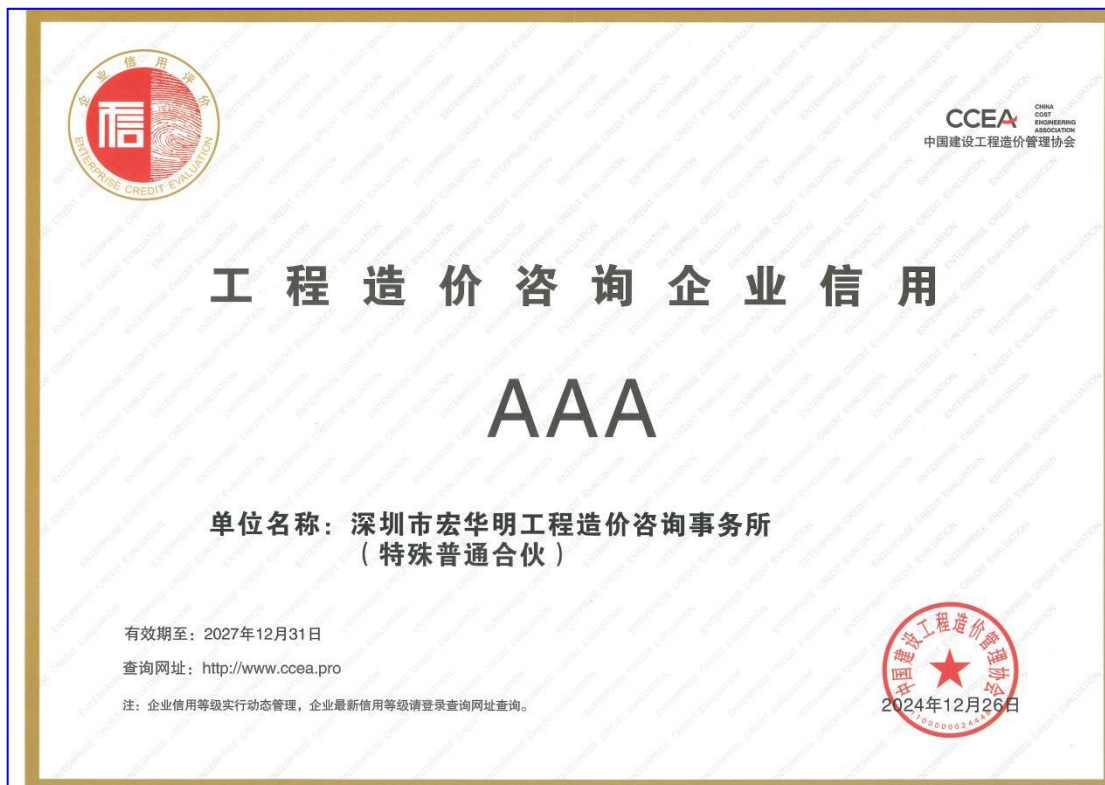 企业信用评价
信
ENTERPRISE CREDIT EVALUATION
CCEA
CHINA
COST
ENGINEERING
ASSOCIATION
中国建设工程造价管理协会
工程造价咨询企业信用
AAA
单位名称：深圳市宏华明工程造价咨询事务所
（特殊普通合伙）
有效期至：2027年12月31日
查询网址：http://www.ccea.pro
注：企业信用等级实行动态管理，企业最新信用等级请登录查询网址查询。
中国建设工程造价管理协会
2024年12月26日